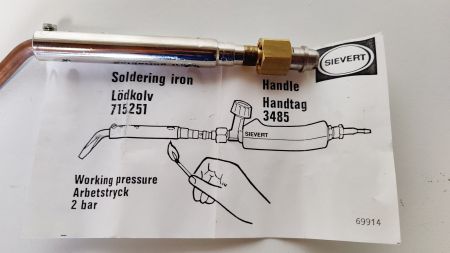 SIEVERT
Soldering iron
Lödkolv
715251
Handle
Handtag
3485
SIEVERT
Working pressure
Arbetstryck
2 bar
69914